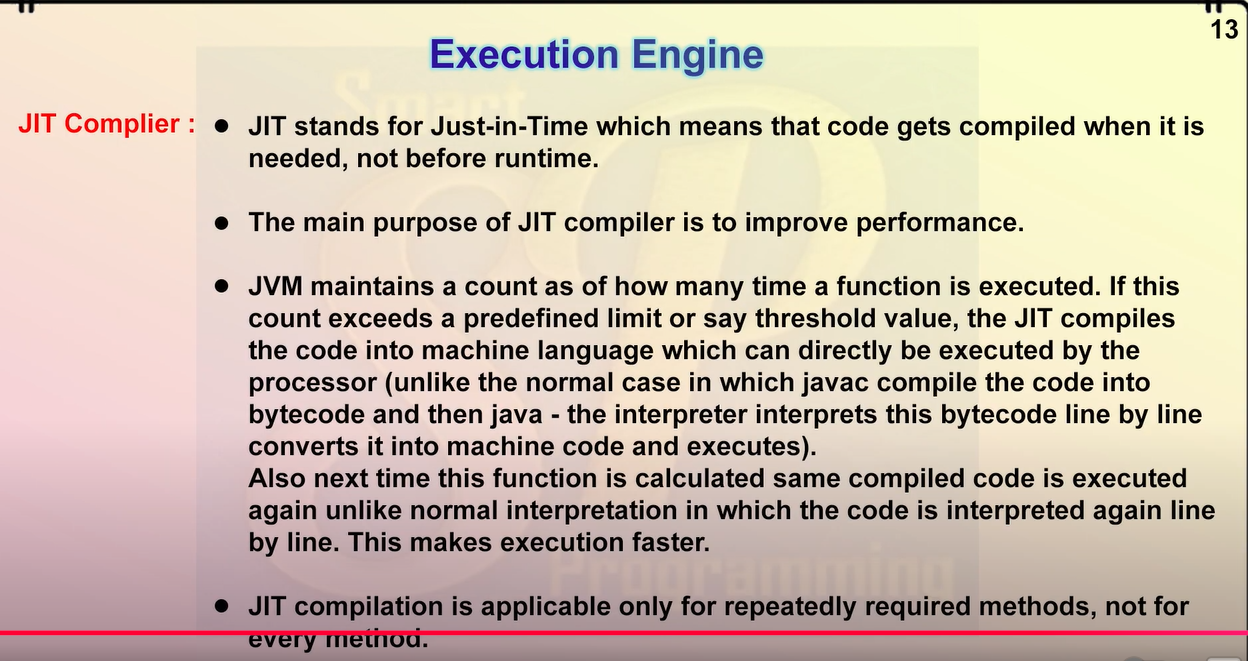 13
Execution Engine
JIT Complier :
● JIT stands for Just-in-Time which means that code gets compiled when it is
needed, not before runtime.
● The main purpose of JIT compiler is to improve performance.
● JVM maintains a count as of how many time a function is executed. If this
count exceeds a predefined limit or say threshold value, the JIT compiles
the code into machine language which can directly be executed by the
processor (unlike the normal case in which javac compile the code into
bytecode and then java - the interpreter interprets this bytecode line by line
converts it into machine code and executes).
Also next time this function is calculated same compiled code is executed
again unlike normal interpretation in which the code is interpreted again line
by line. This makes execution faster.
● JIT compilation is applicable only for repeatedly required methods, not for
every method.
Smart
Programming